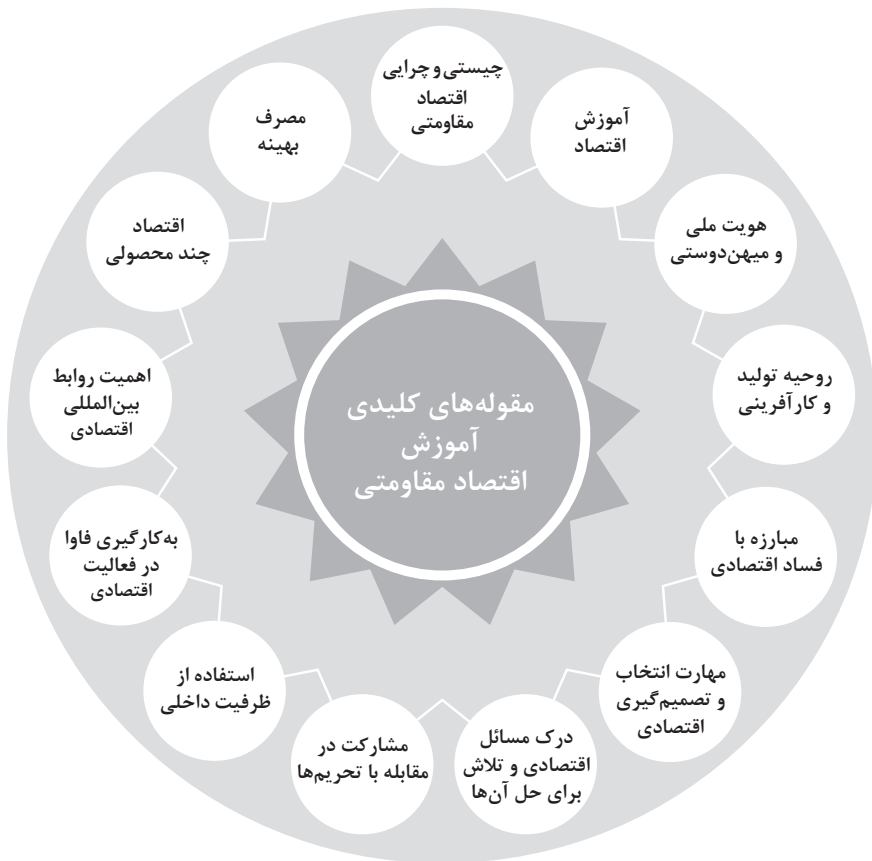 مقوله‌های کلیدی
آموزش
اقتصاد مقاومتی
چیستی و چرایی
اقتصاد
مقاومتی
آموزش
اقتصاد
هویت ملی
و میهن‌دوستی
روحیه تولید
و کارآفرینی
مبارزه با
فساد اقتصادی
مهارت انتخاب
و تصمیم‌گیری
اقتصادی
درک مسائل
اقتصادی و تلاش
برای حل آن‌ها
مشارکت در
مقابله با تحریم‌ها
استفاده از
ظرفیت داخلی
به‌کارگیری فاوا
در فعالیت
اقتصادی
اهمیت روابط
بین‌المللی
اقتصادی
اقتصاد
چند محصولی
مصرف
بهینه